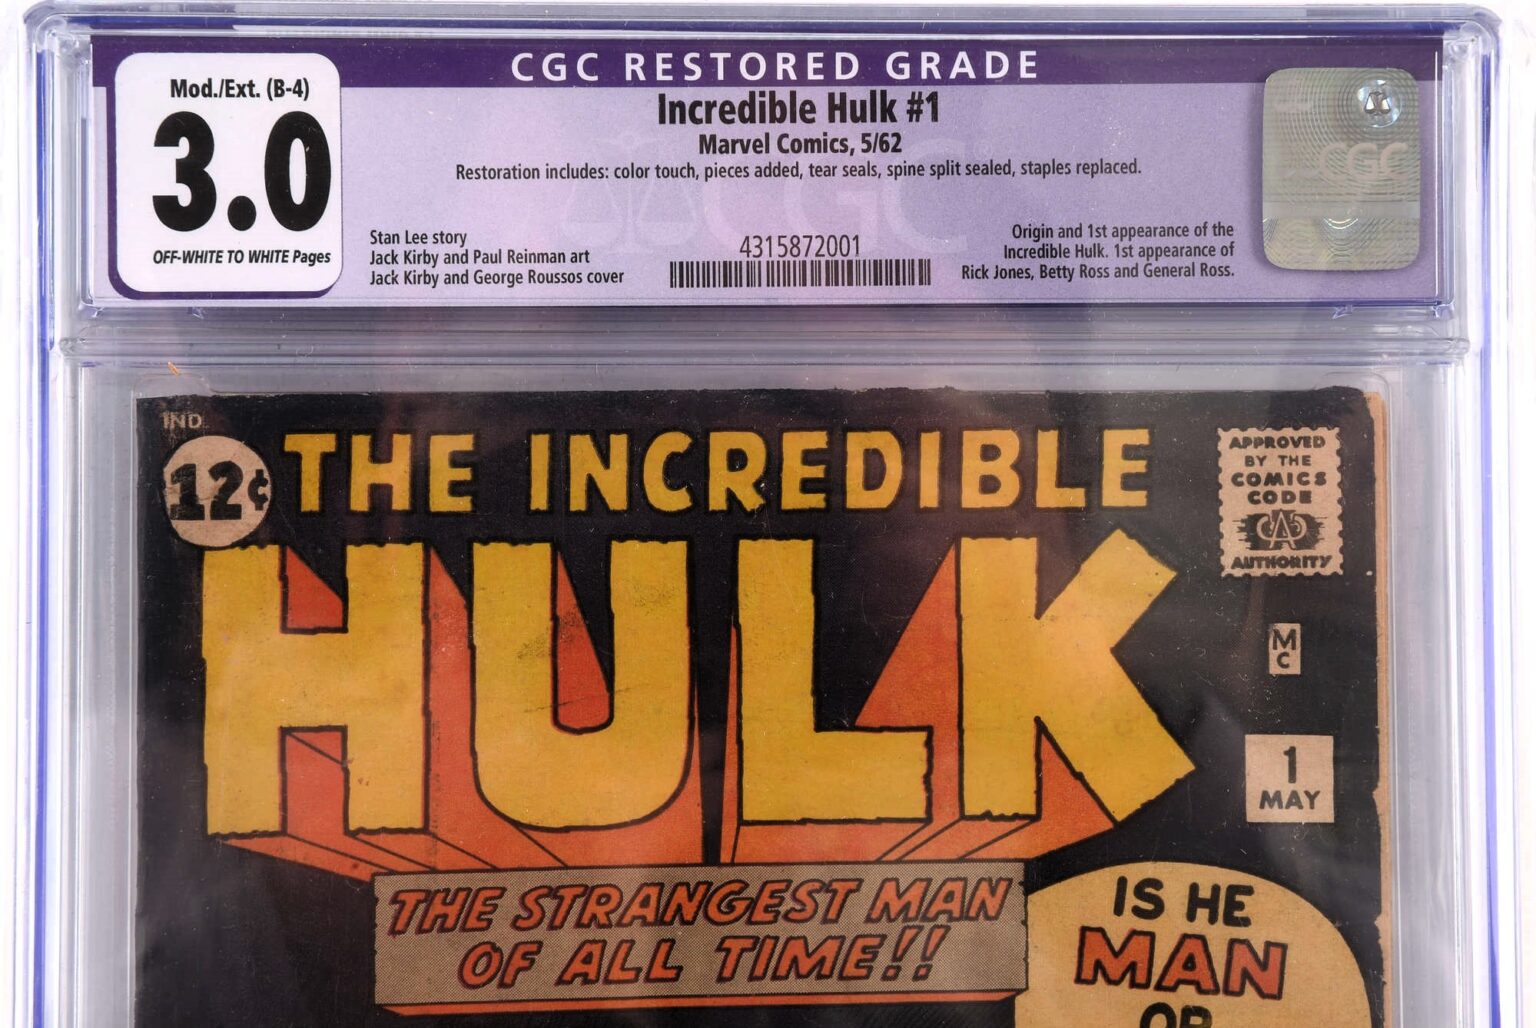 CGC RESTORED GRADE
Mod./Ext. (B-4)
3.0
OFF-WHITE TO WHITE Pages
Incredible Hulk #1
Marvel Comics, 5/62
Restoration includes: color touch, pieces added, tear seals, spine split sealed, staples replaced.
Stan Lee story
Jack Kirby and Paul Reinman art
Jack Kirby and George Roussos cover
4315872001
Origin and 1st appearance of the
Incredible Hulk. 1st appearance of
Rick Jones, Betty Ross and General Ross.
CGC
CGC
IND.
12¢
THE INCREDIBLE
HULK
APPROVED
BY THE
COMICS
CODE
CA
AUTHORITY
M
C
1
MAY
THE STRANGEST MAN
OF ALL TIME!!
IS HE
MAN
OR